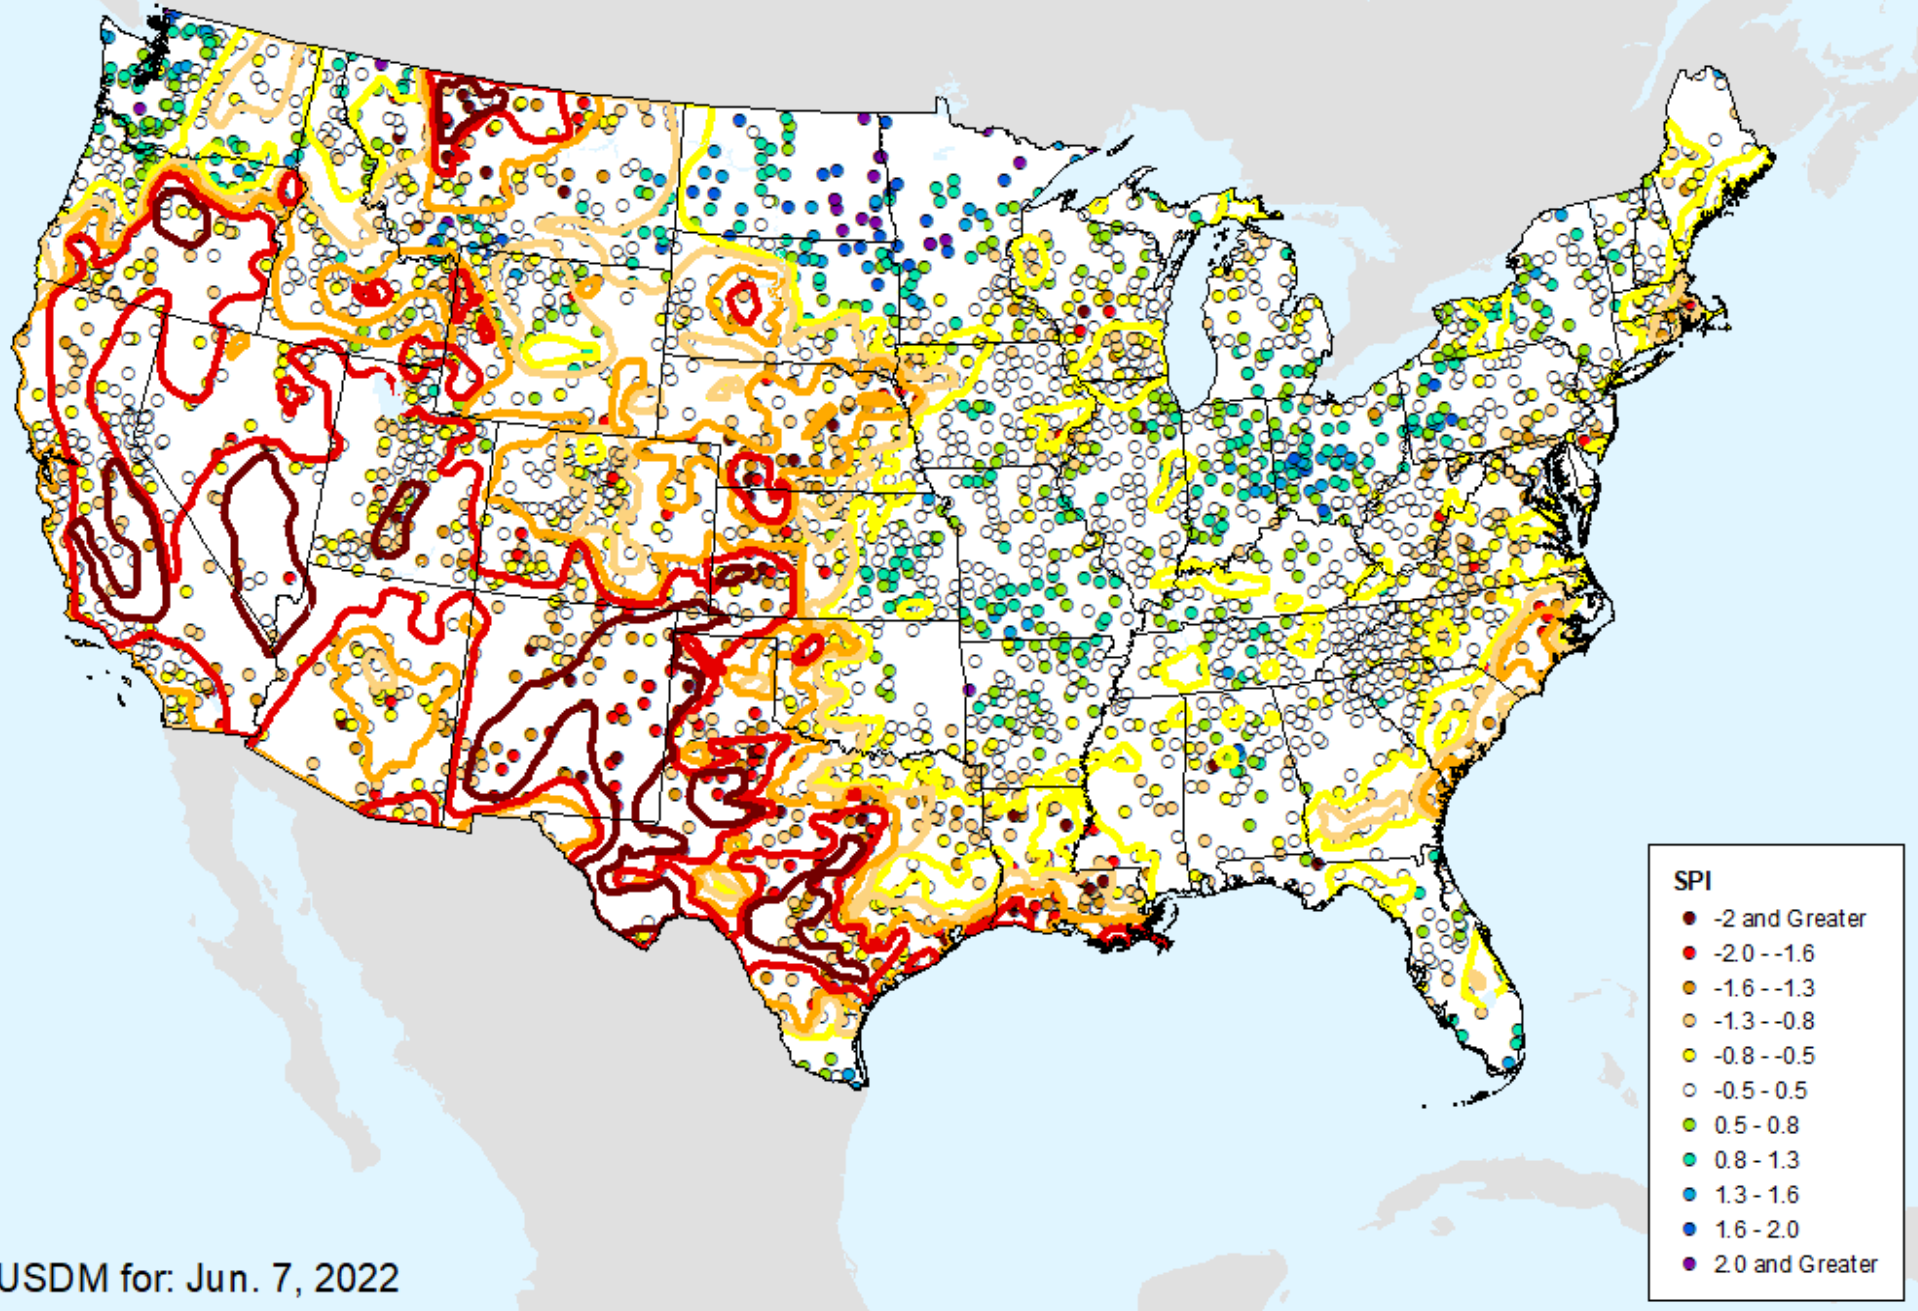 SPI
-2 and Greater
-2.0 - -1.6
-1.6 - -1.3
-1.3 - -0.8
-0.8 - -0.5
-0.5 - 0.5
0.5 - 0.8
0.8 - 1.3
1.3 - 1.6
1.6 - 2.0
2.0 and Greater
USDM for: Jun. 7, 2022